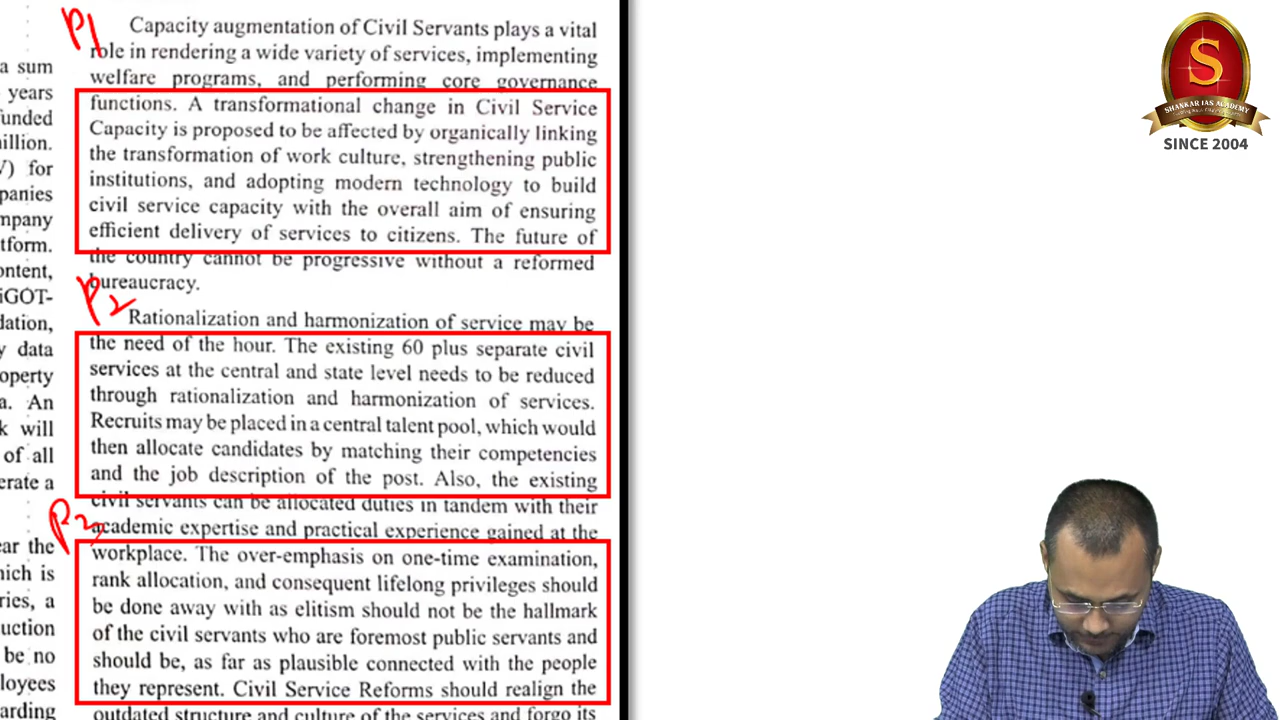 a sum
years
funded
million.
V) for
panies
mpany
tform.
ontent,
iGOT-
dation,
y data
operty
a. An
k will
of all
erate a
ear the
hich is
ries, a
uction
be no
loyees
arding
P1
Capacity augmentation of Civil Servants plays a vital
role in rendering a wide variety of services, implementing
welfare programs, and performing core governance
functions. A transformational change in Civil Service
Capacity is proposed to be affected by organically linking
the transformation of work culture, strengthening public
institutions, and adopting modern technology to build
civil service capacity with the overall aim of ensuring
efficient delivery of services to citizens. The future of
the country cannot be progressive without a reformed
bureaucracy.
P2
Rationalization and harmonization of service may be
the need of the hour. The existing 60 plus separate civil
services at the central and state level needs to be reduced
through rationalization and harmonization of services.
Recruits may be placed in a central talent pool, which would
then allocate candidates by matching their competencies
and the job description of the post. Also, the existing
civil servants can be allocated duties in tandem with their
academic expertise and practical experience gained at the
P3
workplace. The over-emphasis on one-time examination,
rank allocation, and consequent lifelong privileges should
be done away with as elitism should not be the hallmark
of the civil servants who are foremost public servants and
should be, as far as plausible connected with the people
they represent. Civil Service Reforms should realign the
outdated structure and culture of the services and forgo its
S
SHANKAR IAS ACADEMY
SINCE 2004